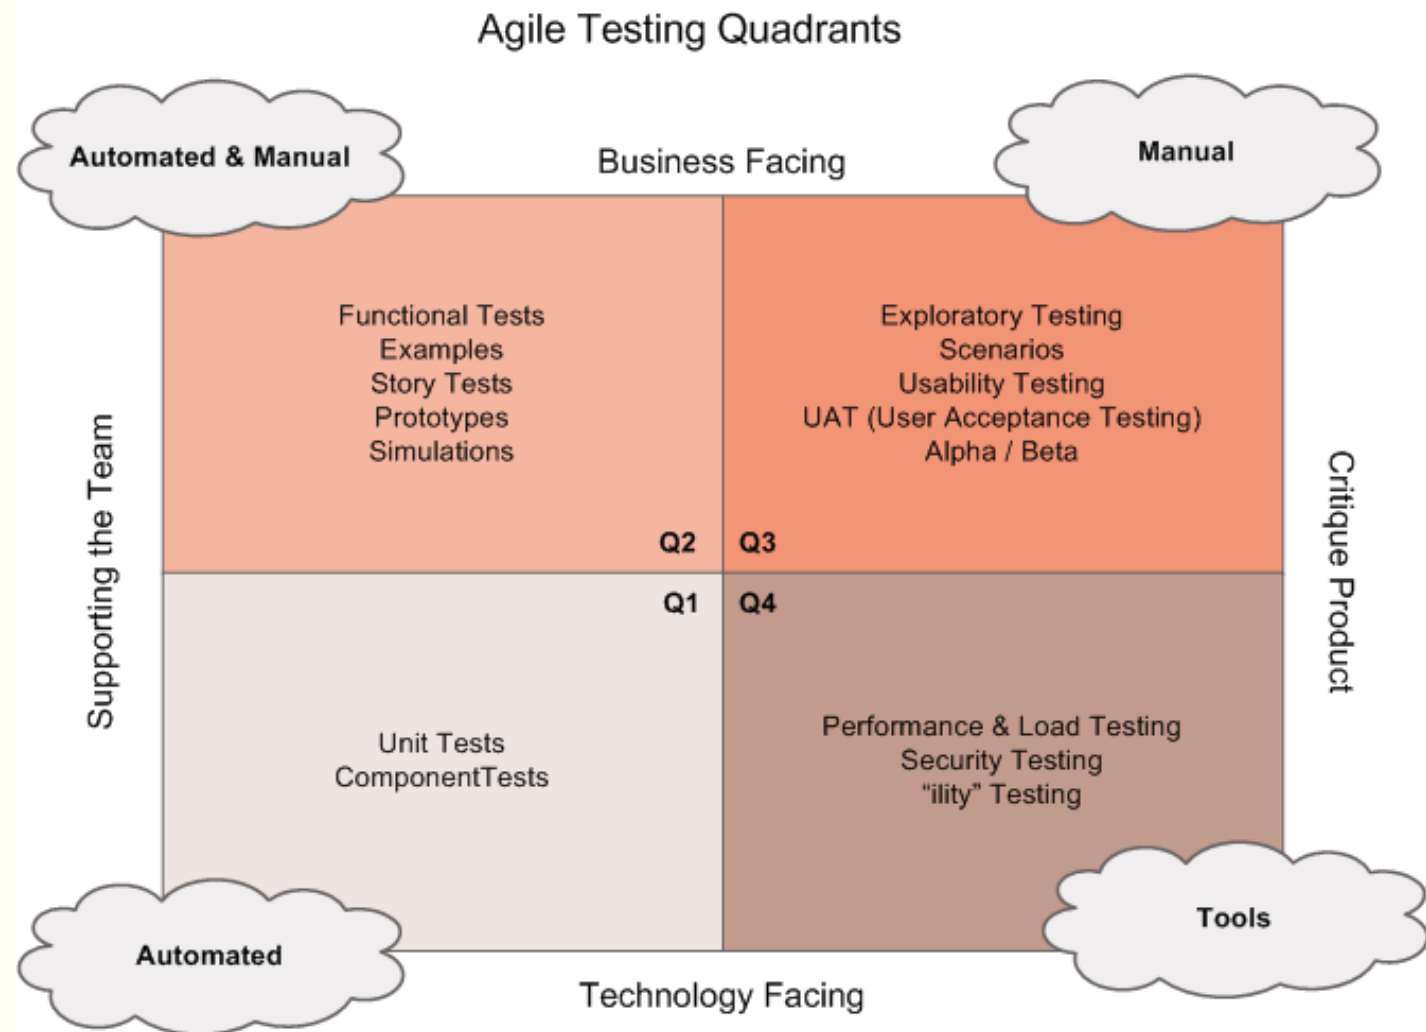 Agile Testing Quadrants
Automated & Manual
Business Facing
Manual
Functional Tests
Examples
Story Tests
Prototypes
Simulations
Q2
Exploratory Testing
Scenarios
Usability Testing
UAT (User Acceptance Testing)
Alpha / Beta
Q3
Supporting the Team
Critique Product
Q1
Unit Tests
ComponentTests
Q4
Performance & Load Testing
Security Testing
“ility” Testing
Automated
Technology Facing
Tools